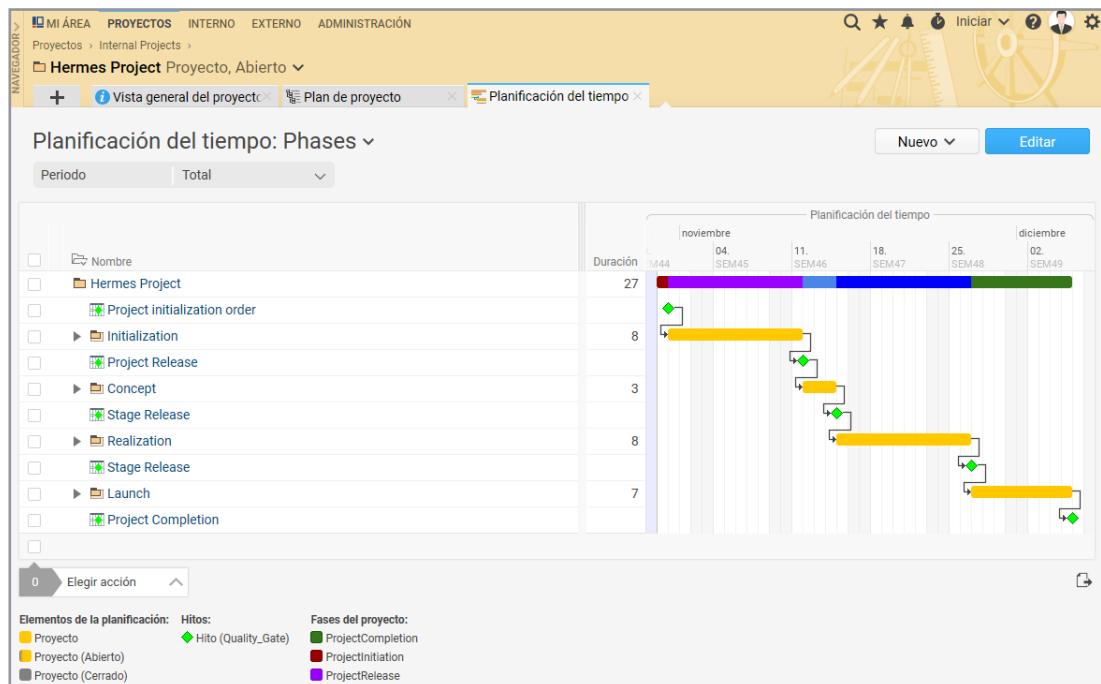 NAVEGADOR
MI ÁREA PROYECTOS INTERNO EXTERNO ADMINISTRACIÓN Iniciar
Proyectos › Internal Projects ›
Hermes Project Proyecto, Abierto
+ Vista general del proyecto Plan de proyecto Planificación del tiempo
Planificación del tiempo: Phases Nuevo Editar
Periodo Total
Planificación del tiempo
noviembre diciembre
04. 11. 18. 25. 02.
Nombre Duración M44 SEM45 SEM46 SEM47 SEM48 SEM49
Hermes Project 27
Project initialization order
Initialization 8
Project Release
Concept 3
Stage Release
Realization 8
Stage Release
Launch 7
Project Completion
0 Elegir acción
Elementos de la planificación: Hitos: Fases del proyecto:
Proyecto Hito (Quality_Gate) ProjectCompletion
Proyecto (Abierto) ProjectInitiation
Proyecto (Cerrado) ProjectRelease